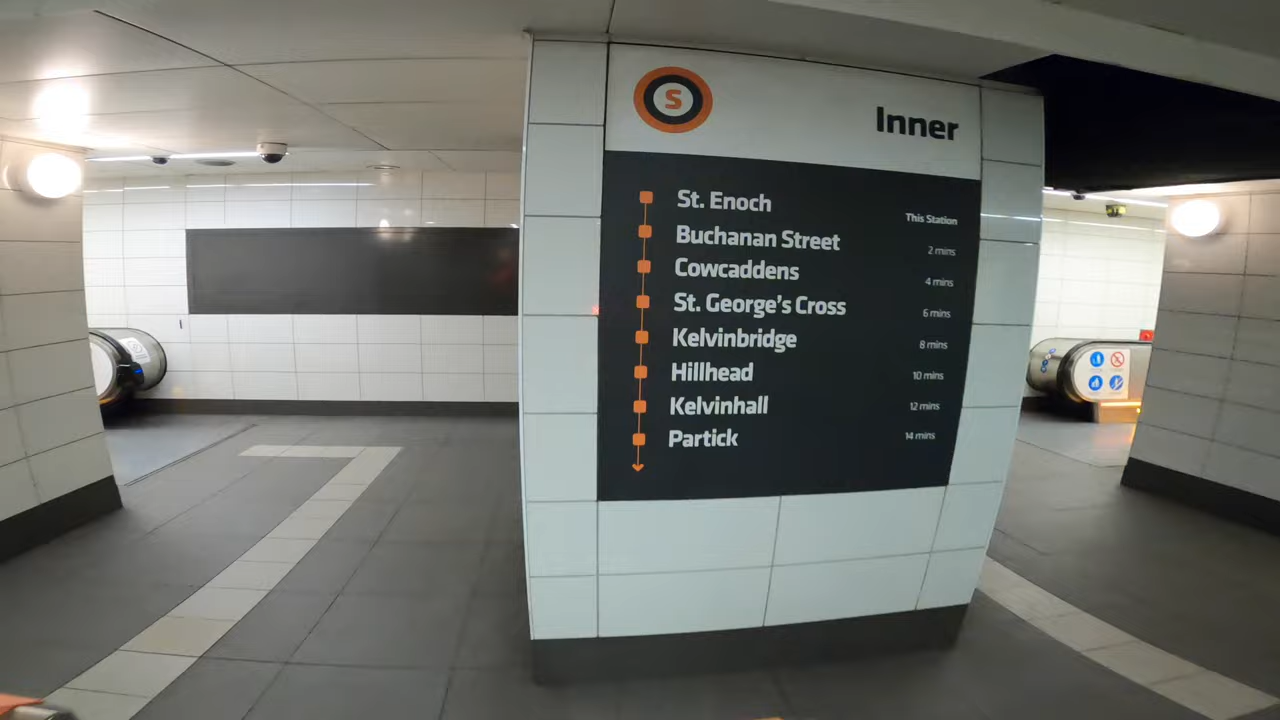 S
Inner
St. Enoch This Station
Buchanan Street 2 mins
Cowcaddens 4 mins
St. George's Cross 6 mins
Kelvinbridge 8 mins
Hillhead 10 mins
Kelvinhall 12 mins
Partick 14 mins